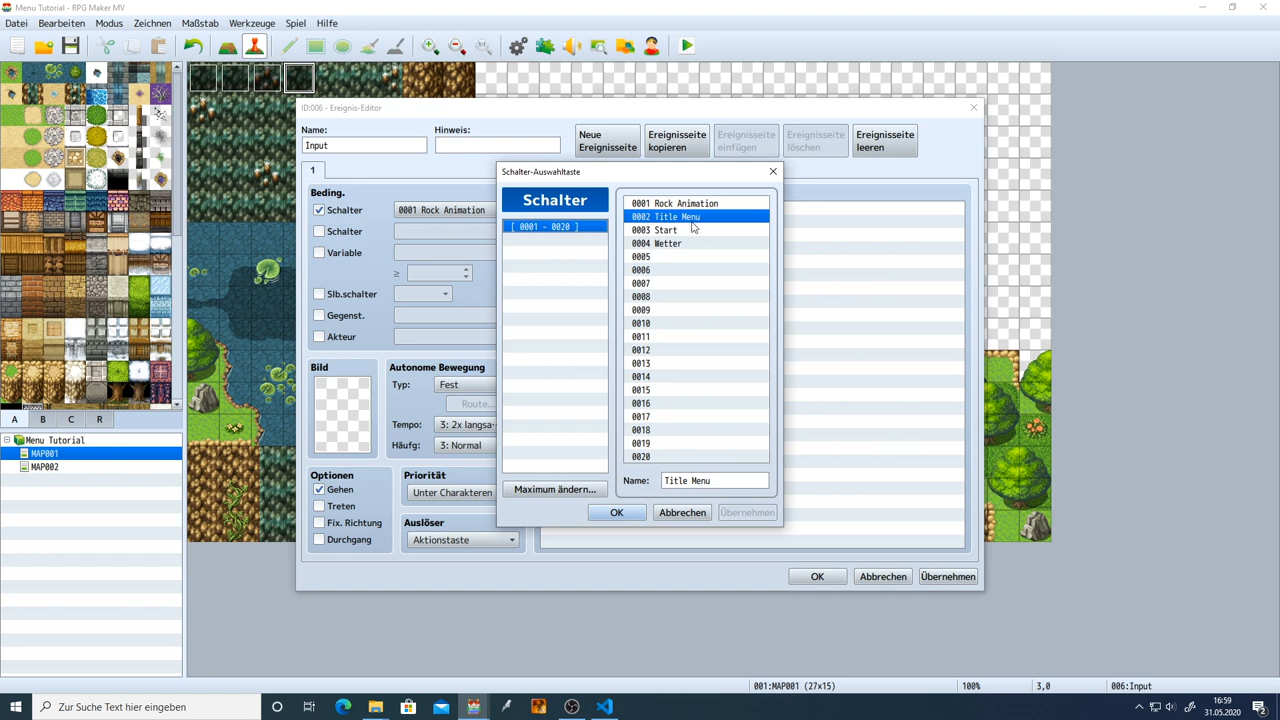 Menu Tutorial - RPG Maker MV
Datei Bearbeiten Modus Zeichnen Maßstab Werkzeuge Spiel Hilfe
ID:006 - Ereignis-Editor
Name:
Hinweis:
Input
Neue Ereignisseite
Ereignisseite kopieren
Ereignisseite einfügen
Ereignisseite löschen
Ereignisseite leeren
1
Beding.
Schalter
0001 Rock Animation
Schalter
Variable
≥
Slb.schalter
Gegenst.
Akteur
Bild
Autonome Bewegung
Typ:
Fest
Route...
Tempo:
3: 2x langsa
Häufg:
3: Normal
Optionen
Gehen
Treten
Fix. Richtung
Durchgang
Priorität
Unter Charakteren
Auslöser
Aktionstaste
OK
Abbrechen
Übernehmen
Schalter-Auswahltaste
Schalter
[ 0001 - 0020 ]
Maximum ändern...
0001 Rock Animation
0002 Title Menu
0003 Start
0004 Wetter
0005
0006
0007
0008
0009
0010
0011
0012
0013
0014
0015
0016
0017
0018
0019
0020
Name:
Title Menu
OK
Abbrechen
Übernehmen
A B C R
Menu Tutorial
MAP001
MAP002
001:MAP001 (27×15)
100%
3,0
006:Input
Zur Suche Text hier eingeben
16:59
31.05.2020
2